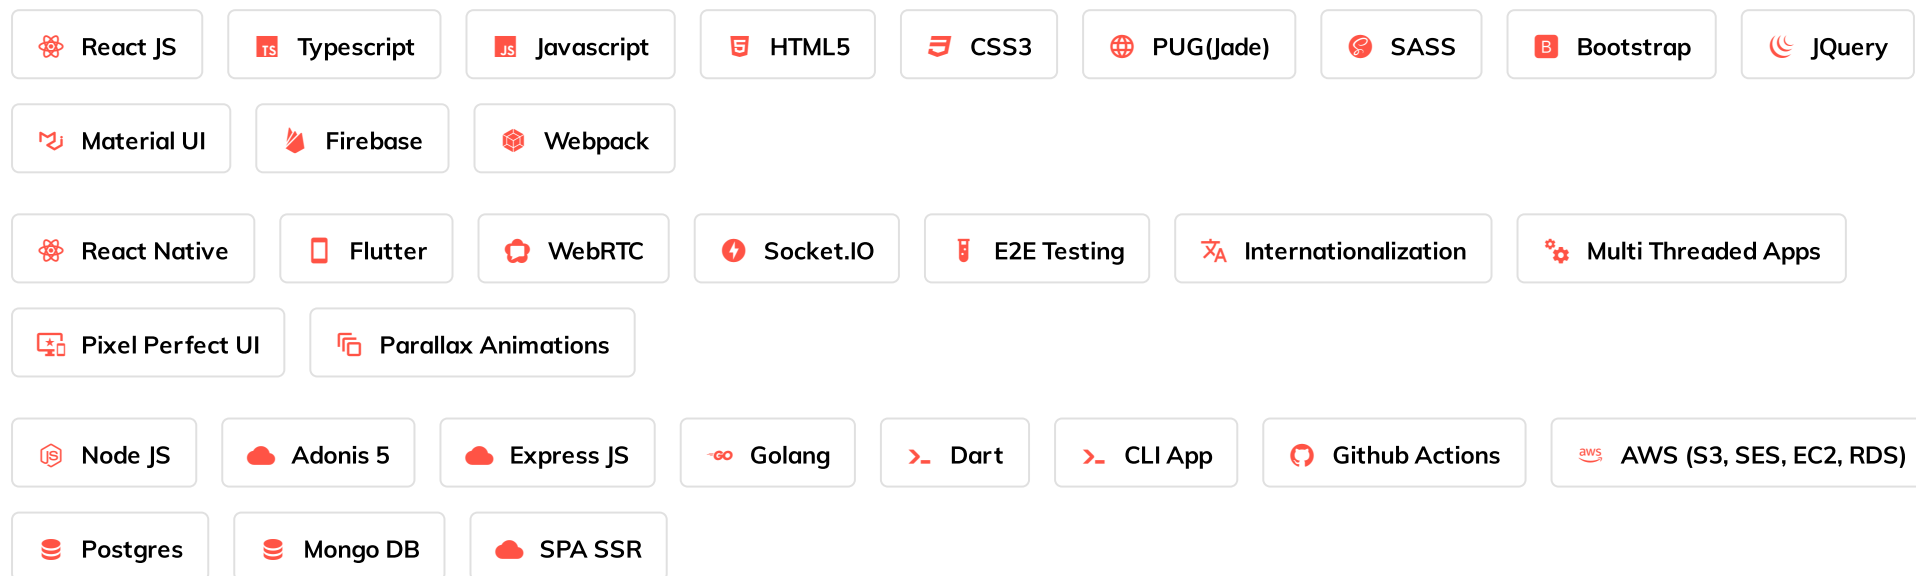 React JS Typescript Javascript HTML5 CSS3 PUG(Jade) SASS Bootstrap JQuery
Material UI Firebase Webpack
React Native Flutter WebRTC Socket.IO E2E Testing Internationalization Multi Threaded Apps
Pixel Perfect UI Parallax Animations
Node JS Adonis 5 Express JS Golang Dart CLI App Github Actions AWS (S3, SES, EC2, RDS)
Postgres Mongo DB SPA SSR